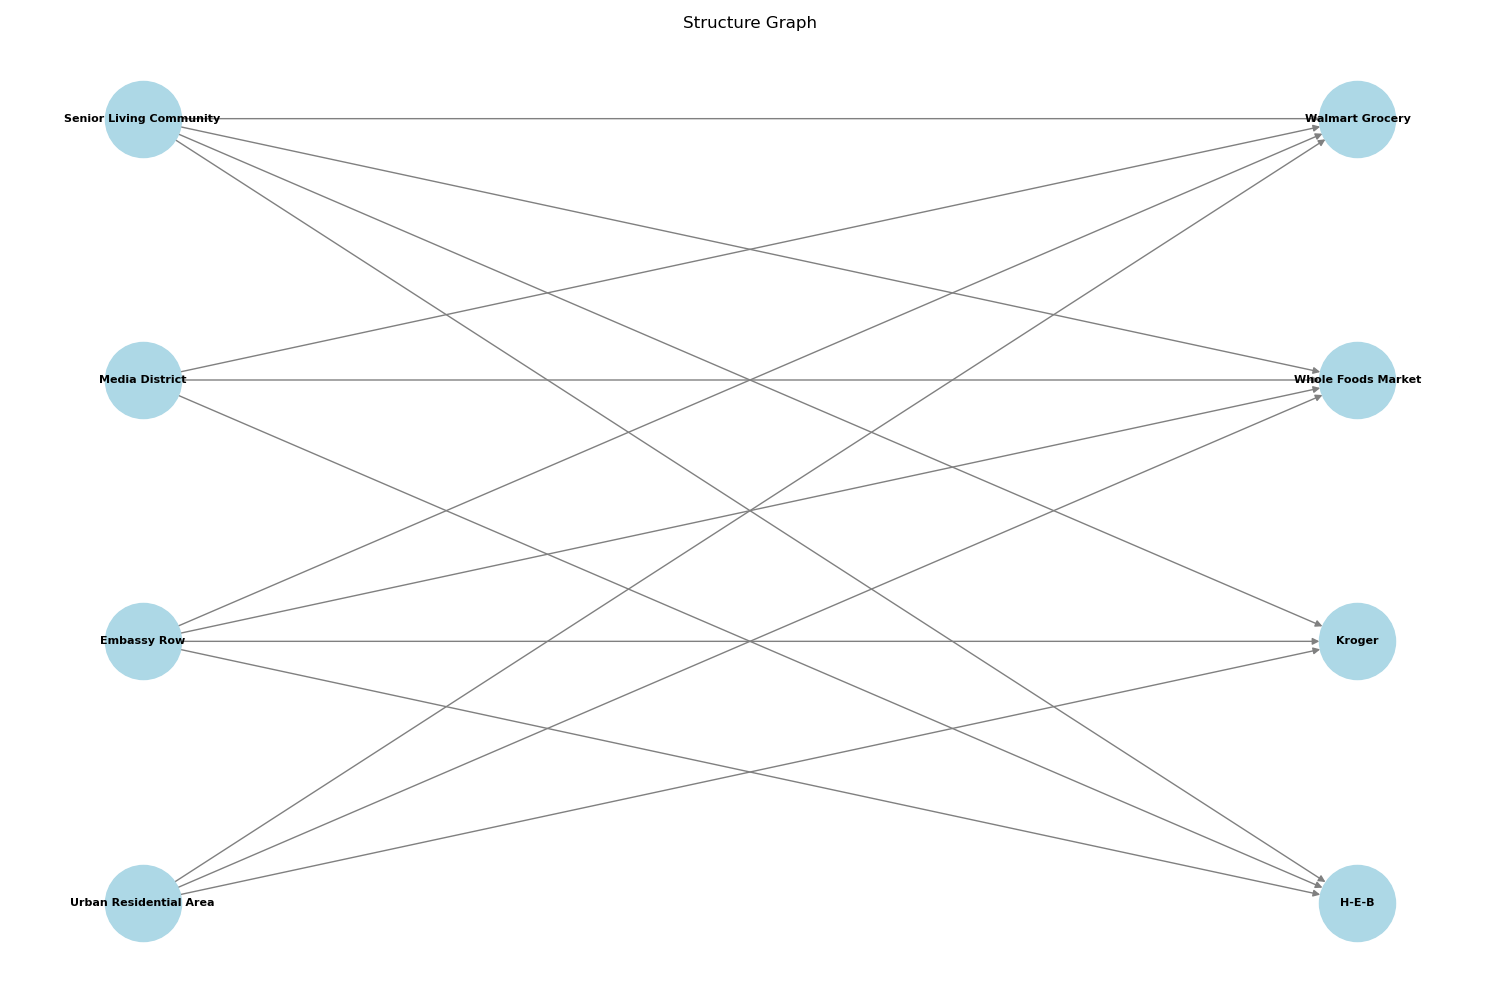 Structure Graph
Senior Living Community
Walmart Grocery
Media District
Whole Foods Market
Embassy Row
Kroger
Urban Residential Area
H-E-B